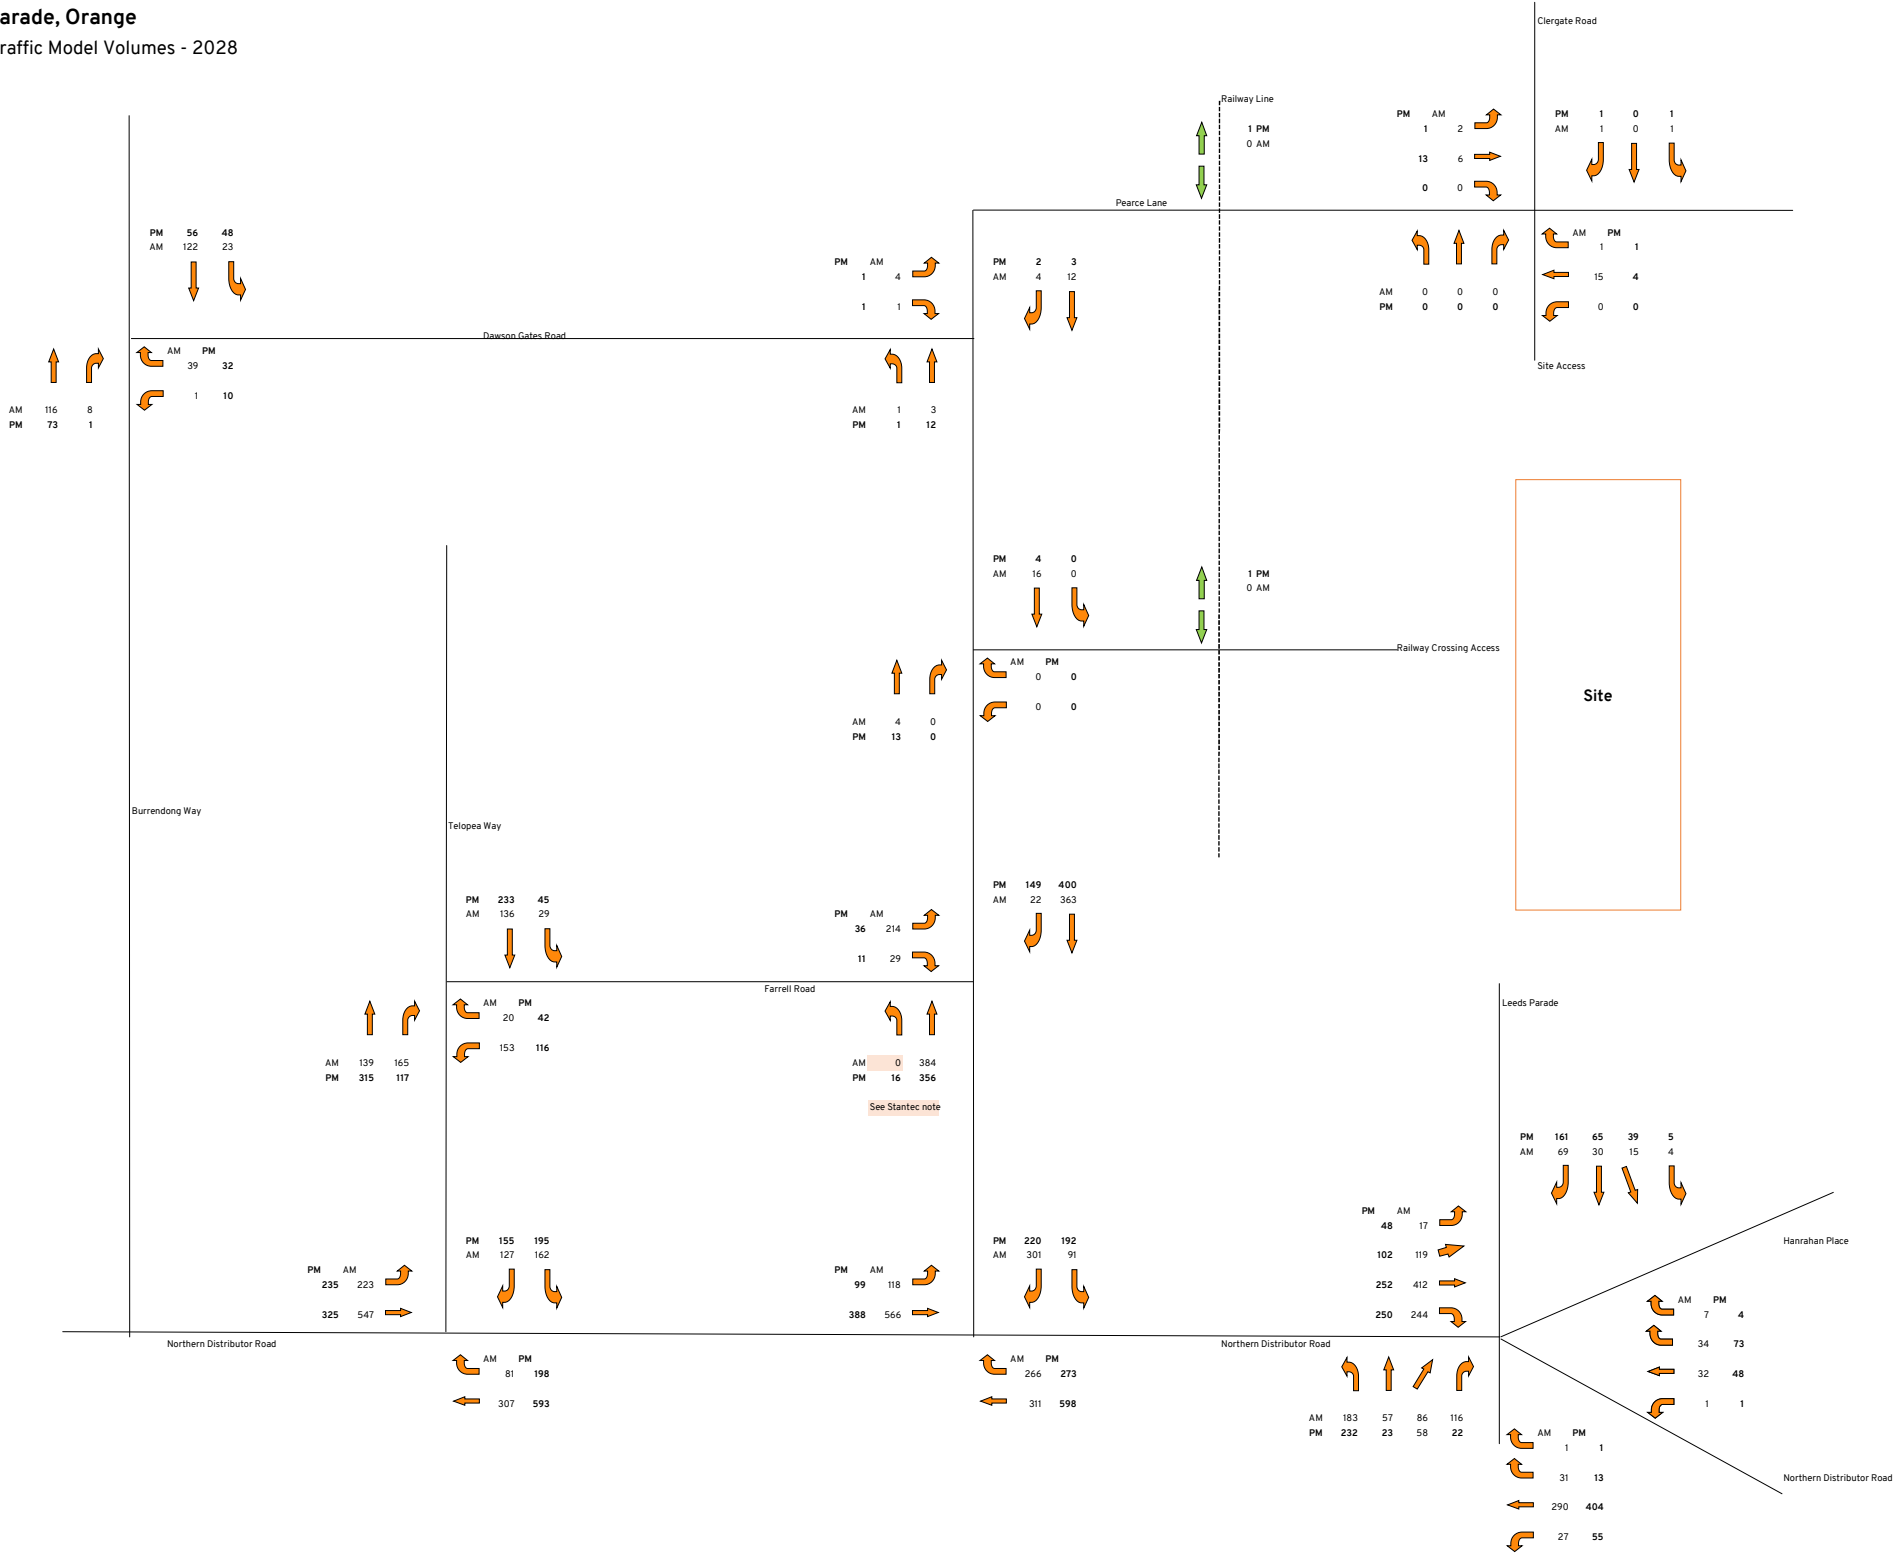 arade, Orange
raffic Model Volumes - 2028
Clergate Road
Railway Line
1 PM
0 AM
PM AM
1 2
13 6
0 0
PM 1 0 1
AM 1 0 1
Pearce Lane
PM 56 48
AM 122 23
PM AM
1 4
1 1
PM 2 3
AM 4 12
AM 0 0 0
PM 0 0 0
AM PM
1 1
15 4
0 0
Site Access
Dawson Gates Road
AM 116 8
PM 73 1
AM PM
39 32
1 10
AM 1 3
PM 1 12
PM 4 0
AM 16 0
1 PM
0 AM
Railway Crossing Access
AM 4 0
PM 13 0
AM PM
0 0
0 0
Site
Burrendong Way
Telopea Way
PM 233 45
AM 136 29
PM AM
36 214
11 29
PM 149 400
AM 22 363
Farrell Road
Leeds Parade
AM 139 165
PM 315 117
AM PM
20 42
153 116
AM 0 384
PM 16 356
See Stantec note
PM 161 65 39 5
AM 69 30 15 4
PM AM
235 223
325 547
PM 155 195
AM 127 162
PM AM
99 118
388 566
PM 220 192
AM 301 91
PM AM
48 17
102 119
252 412
250 244
Hanrahan Place
Northern Distributor Road
Northern Distributor Road
AM PM
7 4
34 73
32 48
1 1
AM PM
81 198
307 593
AM PM
266 273
311 598
AM 183 57 86 116
PM 232 23 58 22
AM PM
1 1
31 13
290 404
27 55
Northern Distributor Road